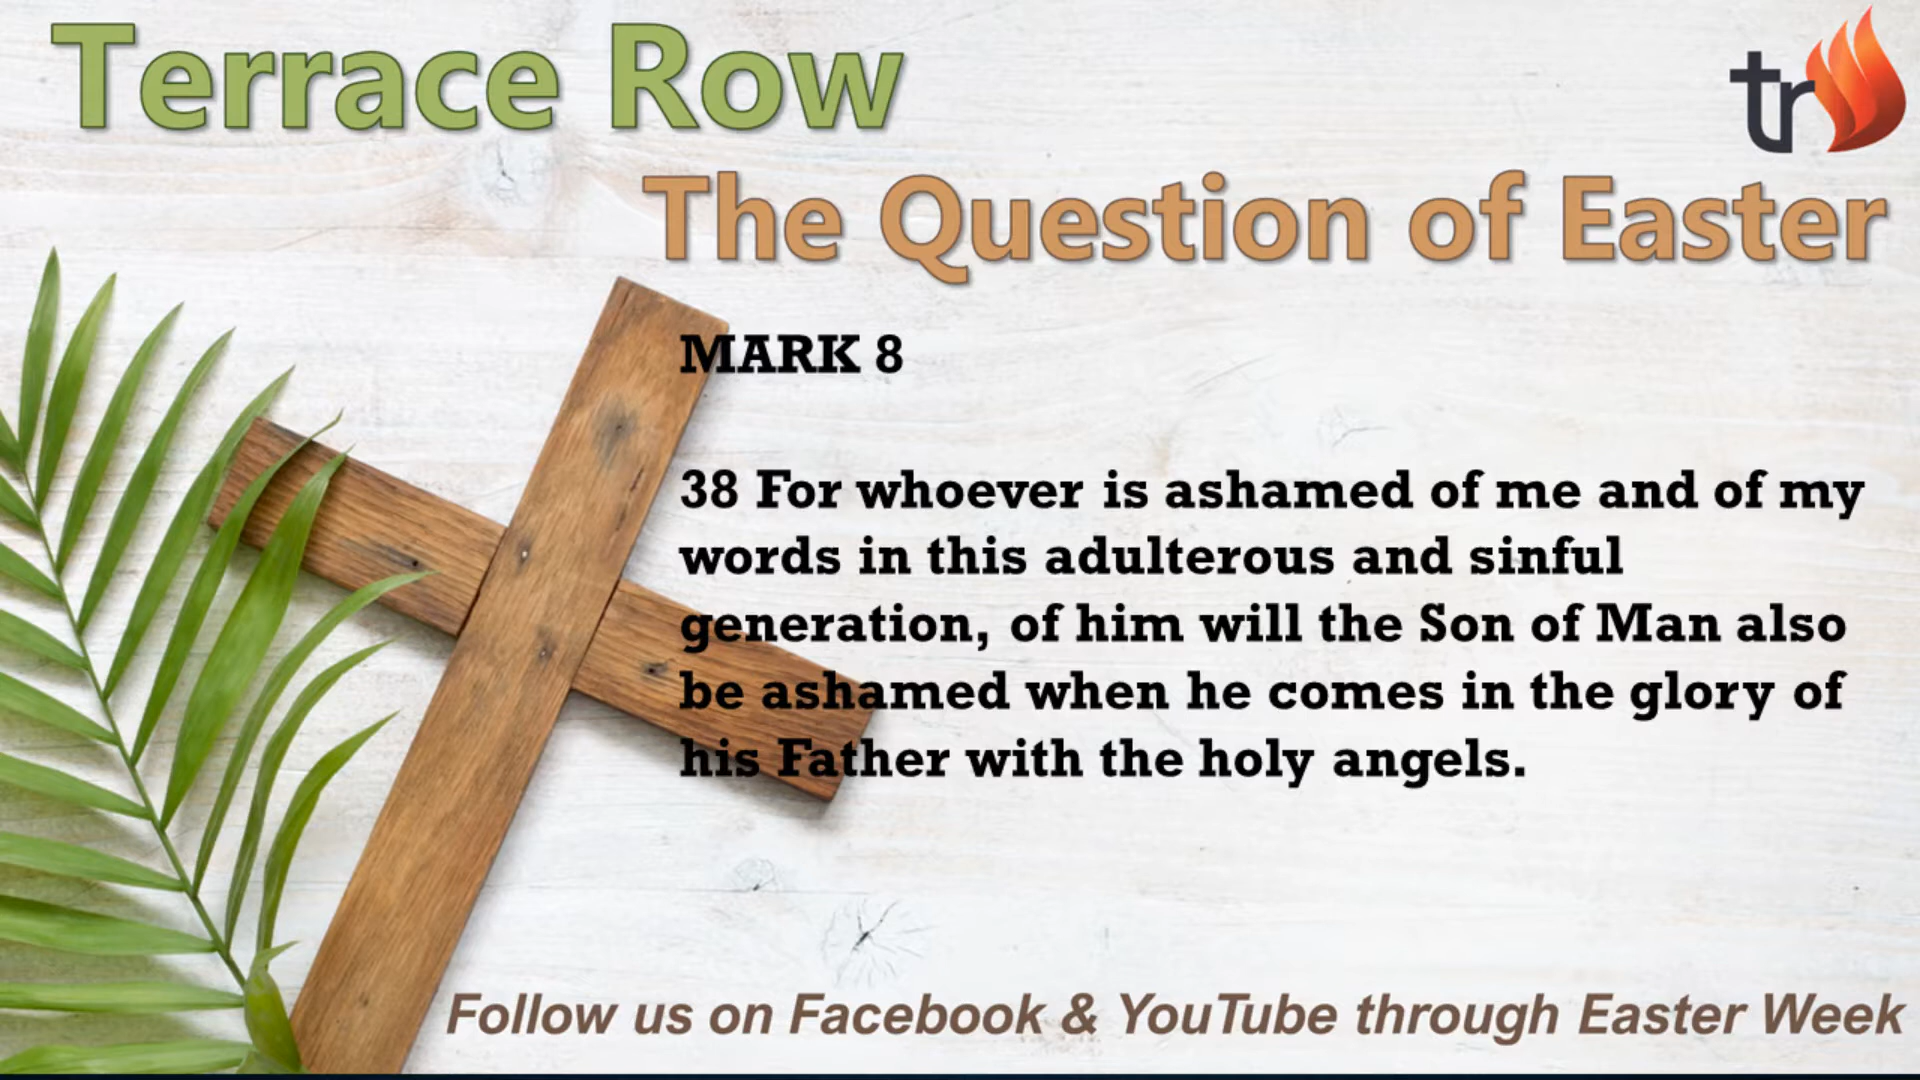 Terrace Row
tr
The Question of Easter
MARK 8
38 For whoever is ashamed of me and of my
words in this adulterous and sinful
generation, of him will the Son of Man also
be ashamed when he comes in the glory of
his Father with the holy angels.
Follow us on Facebook & YouTube through Easter Week